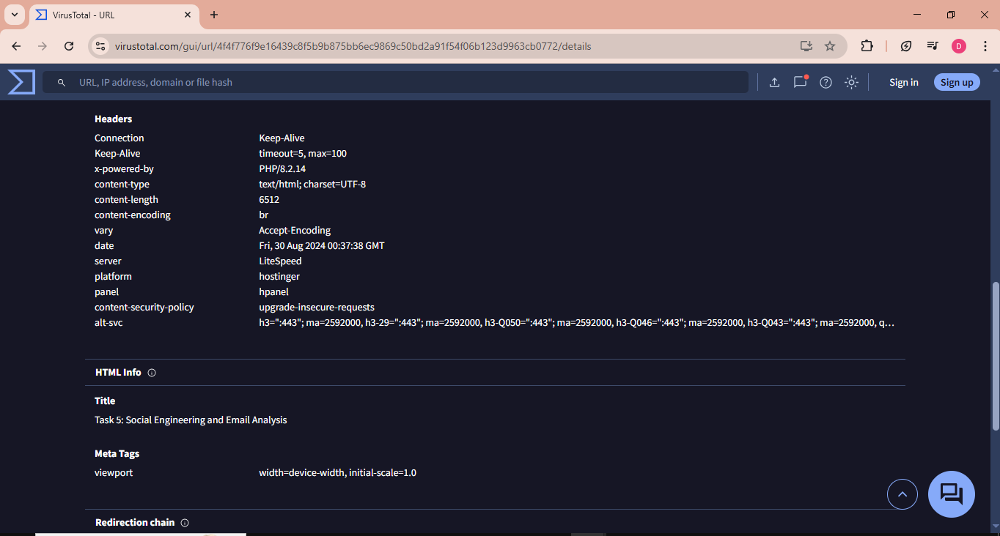 VirusTotal - URL
virustotal.com/gui/url/4f4f776f9e16439c8f5b9b875bb6ec9869c50bd2a91f54f06b123d9963cb0772/details
D
URL, IP address, domain or file hash
Sign in
Sign up
Headers
Connection Keep-Alive
Keep-Alive timeout=5, max=100
x-powered-by PHP/8.2.14
content-type text/html; charset=UTF-8
content-length 6512
content-encoding br
vary Accept-Encoding
date Fri, 30 Aug 2024 00:37:38 GMT
server LiteSpeed
platform hostinger
panel hpanel
content-security-policy upgrade-insecure-requests
alt-svc h3=":443"; ma=2592000, h3-29=":443"; ma=2592000, h3-Q050=":443"; ma=2592000, h3-Q046=":443"; ma=2592000, h3-Q043=":443"; ma=2592000, q...
HTML Info
Title
Task 5: Social Engineering and Email Analysis
Meta Tags
viewport width=device-width, initial-scale=1.0
Redirection chain